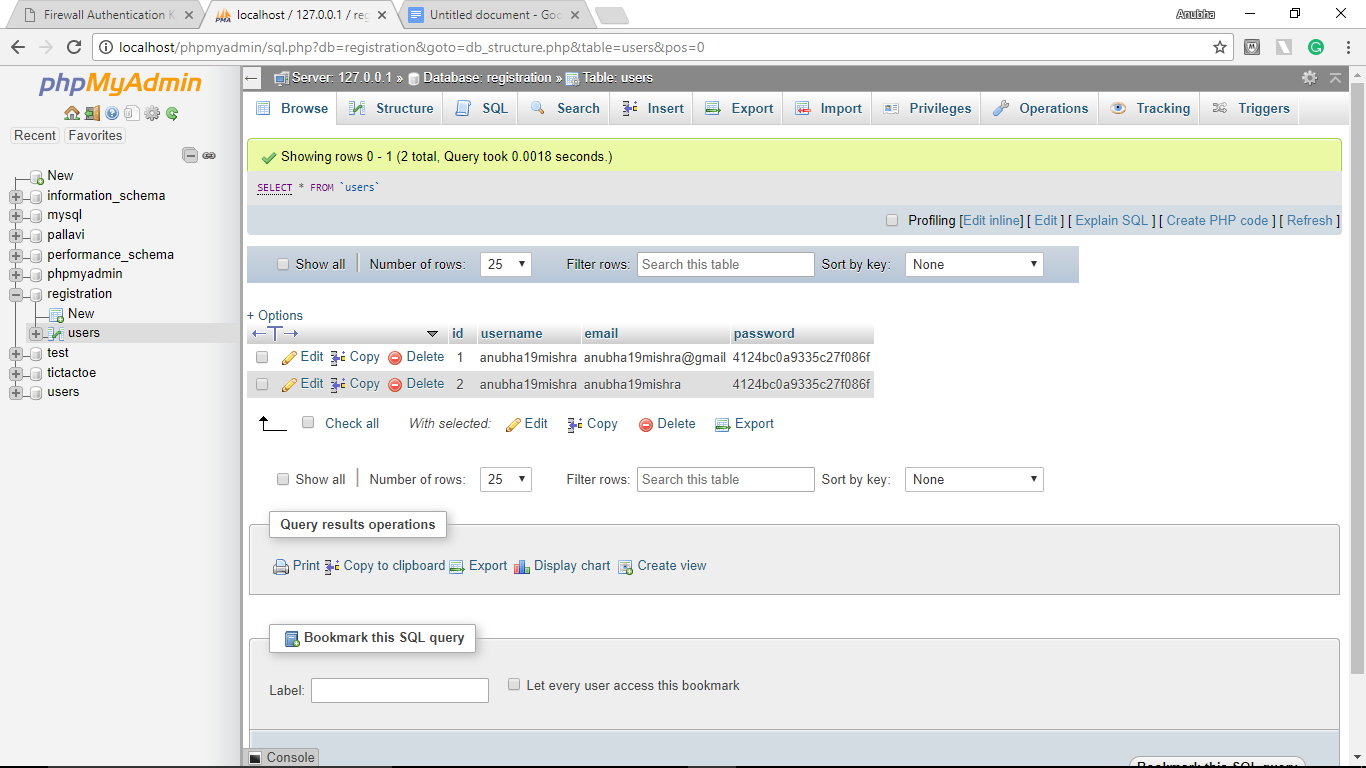 Firewall Authentication K
localhost / 127.0.0.1 / re
Untitled document - Goo
Anubha
localhost/phpmyadmin/sql.php?db=registration&goto=db_structure.php&table=users&pos=0
phpMyAdmin
Recent Favorites
New
information_schema
mysql
pallavi
performance_schema
phpmyadmin
registration
New
users
test
tictactoe
users
Server: 127.0.0.1 » Database: registration » Table: users
Browse Structure SQL Search Insert Export Import Privileges Operations Tracking Triggers
Showing rows 0 - 1 (2 total, Query took 0.0018 seconds.)
SELECT * FROM `users`
Profiling [Edit inline] [ Edit ] [ Explain SQL ] [ Create PHP code ] [ Refresh ]
Show all Number of rows: 25 Filter rows: Search this table Sort by key: None
+ Options
←T→ id username email password
Edit Copy Delete 1 anubha19mishra anubha19mishra@gmail 4124bc0a9335c27f086f
Edit Copy Delete 2 anubha19mishra anubha19mishra 4124bc0a9335c27f086f
Check all With selected: Edit Copy Delete Export
Show all Number of rows: 25 Filter rows: Search this table Sort by key: None
Query results operations
Print Copy to clipboard Export Display chart Create view
Bookmark this SQL query
Label: Let every user access this bookmark
Console
Bookmark this SQL query